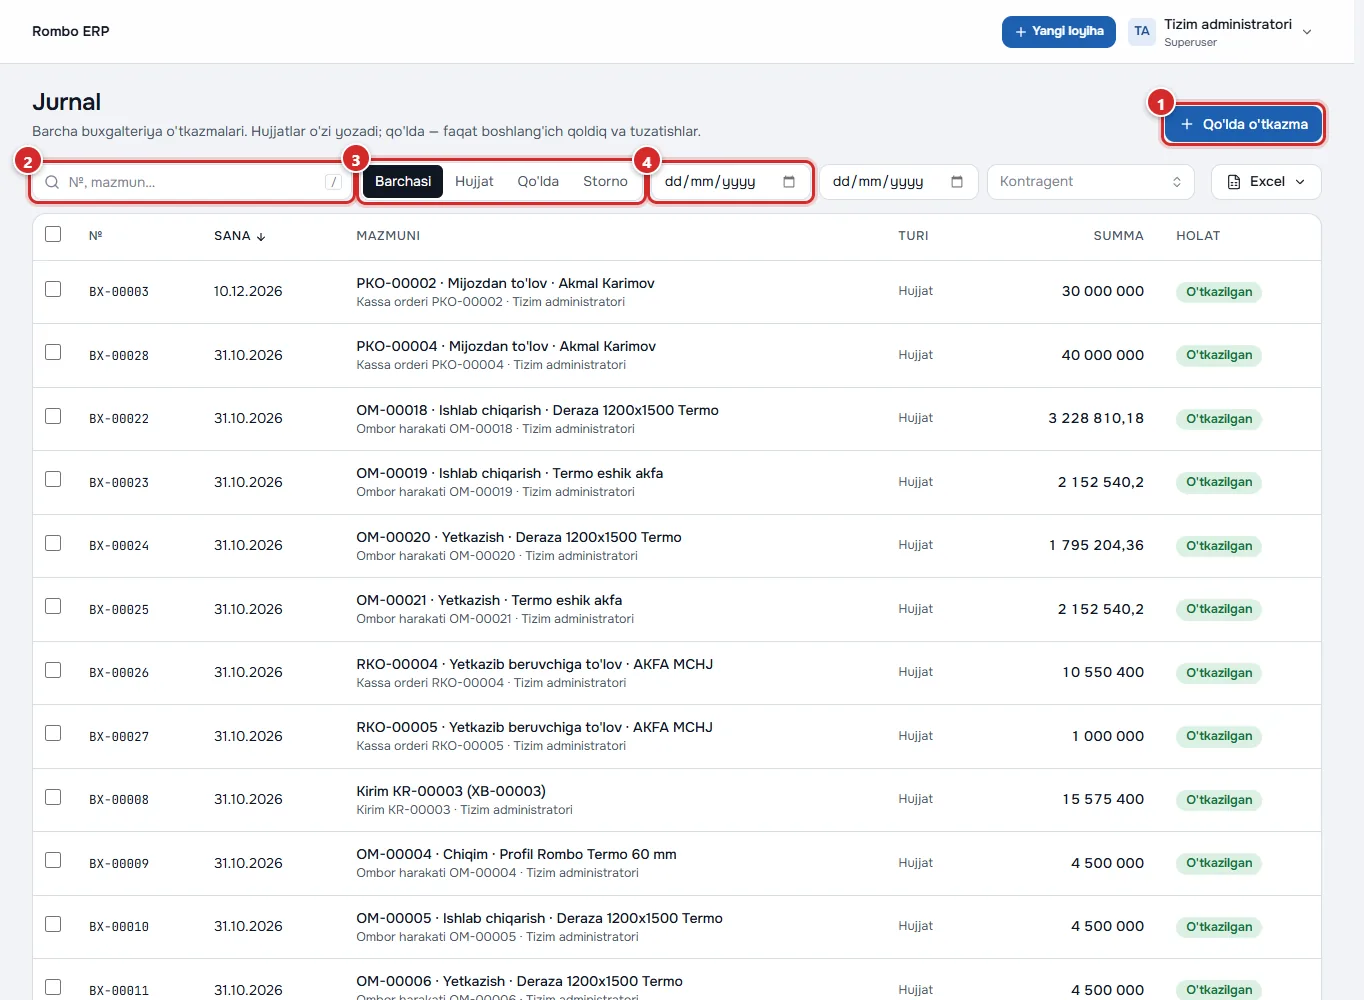 Rombo ERP
+ Yangi loyiha
TA
Tizim administratori
Superuser
Jurnal
Barcha buxgalteriya o'tkazmalari. Hujjatlar o'zi yozadi; qo'lda — faqat boshlang'ich qoldiq va tuzatishlar.
1
+ Qo'lda o'tkazma
2
3
4
№, mazmun...
/
Barchasi Hujjat Qo'lda Storno
dd/mm/yyyy
dd/mm/yyyy
Kontragent
Excel
№ SANA ↓ MAZMUNI TURI SUMMA HOLAT
BX-00003 10.12.2026 PKO-00002 · Mijozdan to'lov · Akmal Karimov Hujjat 30 000 000 O'tkazilgan
Kassa orderi PKO-00002 · Tizim administratori
BX-00028 31.10.2026 PKO-00004 · Mijozdan to'lov · Akmal Karimov Hujjat 40 000 000 O'tkazilgan
Kassa orderi PKO-00004 · Tizim administratori
BX-00022 31.10.2026 OM-00018 · Ishlab chiqarish · Deraza 1200x1500 Termo Hujjat 3 228 810,18 O'tkazilgan
Ombor harakati OM-00018 · Tizim administratori
BX-00023 31.10.2026 OM-00019 · Ishlab chiqarish · Termo eshik akfa Hujjat 2 152 540,2 O'tkazilgan
Ombor harakati OM-00019 · Tizim administratori
BX-00024 31.10.2026 OM-00020 · Yetkazish · Deraza 1200x1500 Termo Hujjat 1 795 204,36 O'tkazilgan
Ombor harakati OM-00020 · Tizim administratori
BX-00025 31.10.2026 OM-00021 · Yetkazish · Termo eshik akfa Hujjat 2 152 540,2 O'tkazilgan
Ombor harakati OM-00021 · Tizim administratori
BX-00026 31.10.2026 RKO-00004 · Yetkazib beruvchiga to'lov · AKFA MCHJ Hujjat 10 550 400 O'tkazilgan
Kassa orderi RKO-00004 · Tizim administratori
BX-00027 31.10.2026 RKO-00005 · Yetkazib beruvchiga to'lov · AKFA MCHJ Hujjat 1 000 000 O'tkazilgan
Kassa orderi RKO-00005 · Tizim administratori
BX-00008 31.10.2026 Kirim KR-00003 (XB-00003) Hujjat 15 575 400 O'tkazilgan
Kirim KR-00003 · Tizim administratori
BX-00009 31.10.2026 OM-00004 · Chiqim · Profil Rombo Termo 60 mm Hujjat 4 500 000 O'tkazilgan
Ombor harakati OM-00004 · Tizim administratori
BX-00010 31.10.2026 OM-00005 · Ishlab chiqarish · Deraza 1200x1500 Termo Hujjat 4 500 000 O'tkazilgan
Ombor harakati OM-00005 · Tizim administratori
BX-00011 31.10.2026 OM-00006 · Yetkazish · Deraza 1200x1500 Termo Hujjat 4 500 000 O'tkazilgan
Ombor harakati OM-00006 · Tizim administratori